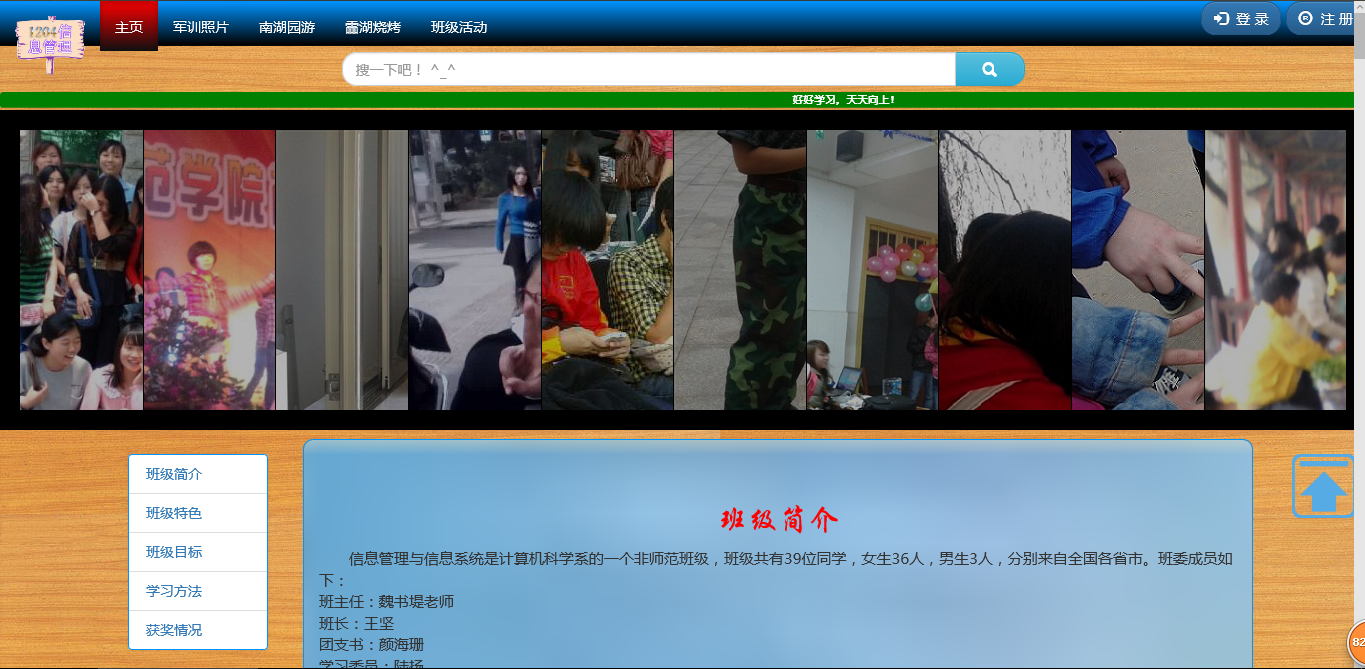 1204信
息管理
主页 军训照片 南湖园游 雷湖烧烤 班级活动
登 录 注 册
搜一下吧！ ^_^
好好学习，天天向上！
范学院
班级简介
班级特色
班级目标
学习方法
获奖情况
班级简介
信息管理与信息系统是计算机科学系的一个非师范班级，班级共有39位同学，女生36人，男生3人，分别来自全国各省市。班委成员如
下：
班主任：魏书堤老师
班长：王坚
团支书：颜海珊
学习委员：陆扬
82